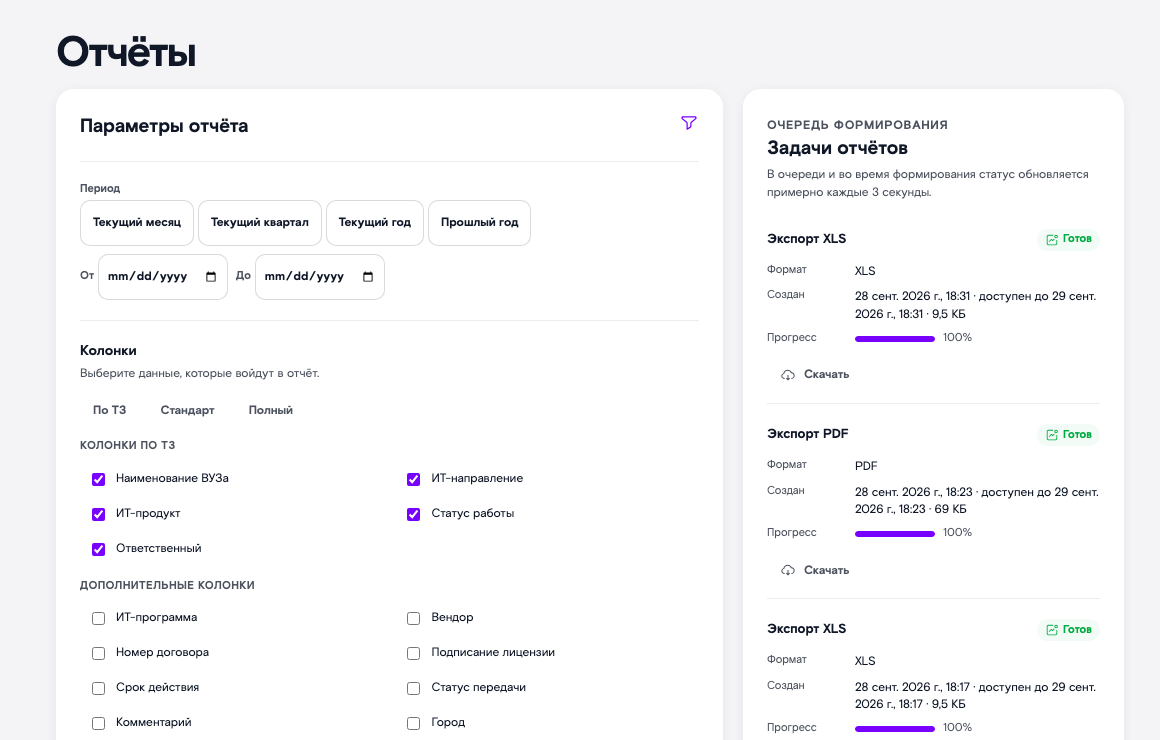 Отчёты
Параметры отчёта
Период
Текущий месяц
Текущий квартал
Текущий год
Прошлый год
От mm/dd/yyyy До mm/dd/yyyy
Колонки
Выберите данные, которые войдут в отчёт.
По ТЗ
Стандарт
Полный
КОЛОНКИ ПО ТЗ
Наименование ВУЗа
ИТ-направление
ИТ-продукт
Статус работы
Ответственный
ДОПОЛНИТЕЛЬНЫЕ КОЛОНКИ
ИТ-программа
Вендор
Номер договора
Подписание лицензии
Срок действия
Статус передачи
Комментарий
Город
ОЧЕРЕДЬ ФОРМИРОВАНИЯ
Задачи отчётов
В очереди и во время формирования статус обновляется
примерно каждые 3 секунды.
Экспорт XLS
Готов
Формат
XLS
Создан
28 сент. 2026 г., 18:31 · доступен до 29 сент.
2026 г., 18:31 · 9,5 КБ
Прогресс
100%
Скачать
Экспорт PDF
Готов
Формат
PDF
Создан
28 сент. 2026 г., 18:23 · доступен до 29 сент.
2026 г., 18:23 · 69 КБ
Прогресс
100%
Скачать
Экспорт XLS
Готов
Формат
XLS
Создан
28 сент. 2026 г., 18:17 · доступен до 29 сент.
2026 г., 18:17 · 9,5 КБ
Прогресс
100%